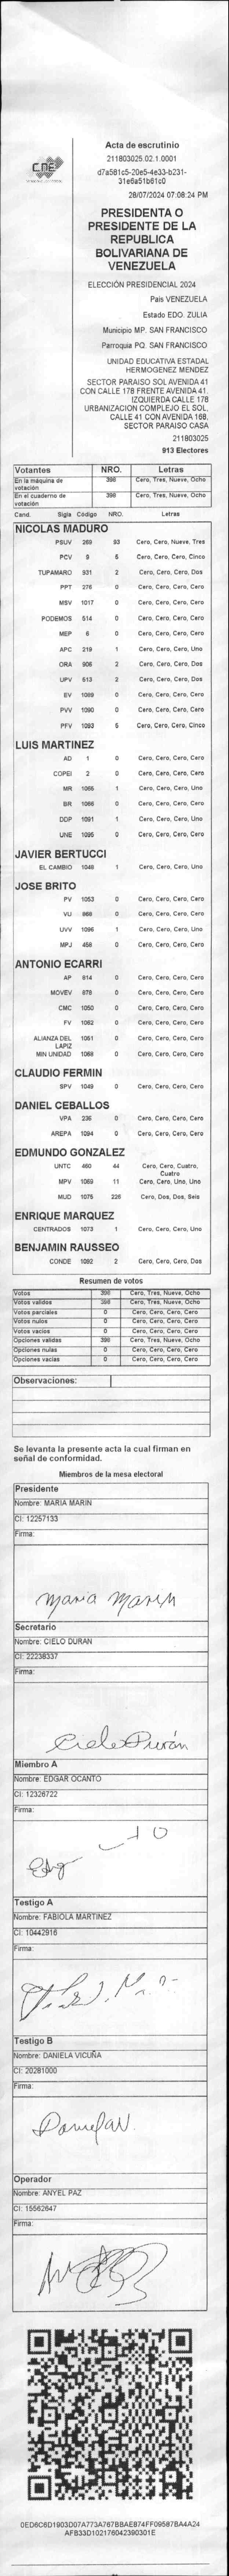 Acta de escrutinio
211803025.02.1.0001
d7a581c5-20e5-4e33-b231-
31e6a51b61c0
28/07/2024 07:08:24 PM
CNE
PRESIDENTA O
PRESIDENTE DE LA
REPUBLICA
BOLIVARIANA DE
VENEZUELA
ELECCIÓN PRESIDENCIAL 2024
País VENEZUELA
Estado EDO. ZULIA
Municipio MP. SAN FRANCISCO
Parroquia PQ. SAN FRANCISCO
UNIDAD EDUCATIVA ESTADAL
HERMOGENEZ MENDEZ
SECTOR PARAISO SOL AVENIDA 41
CON CALLE 178 FRENTE AVENIDA 41.
IZQUIERDA CALLE 178
URBANIZACION COMPLEJO EL SOL,
CALLE 41 CON AVENIDA 168,
SECTOR PARAISO CASA
211803025
913 Electores
Votantes NRO. Letras
En la máquina de votación 398 Cero, Tres, Nueve, Ocho
En el cuaderno de votación 398 Cero, Tres, Nueve, Ocho
Cand. Sigla Código NRO. Letras
NICOLAS MADURO
PSUV 269 93 Cero, Cero, Nueve, Tres
PCV 9 5 Cero, Cero, Cero, Cinco
TUPAMARO 931 2 Cero, Cero, Cero, Dos
PPT 276 0 Cero, Cero, Cero, Cero
MSV 1017 0 Cero, Cero, Cero, Cero
PODEMOS 514 0 Cero, Cero, Cero, Cero
MEP 6 0 Cero, Cero, Cero, Cero
APC 219 1 Cero, Cero, Cero, Uno
ORA 906 2 Cero, Cero, Cero, Dos
UPV 613 2 Cero, Cero, Cero, Dos
EV 1089 0 Cero, Cero, Cero, Cero
PVV 1090 0 Cero, Cero, Cero, Cero
PFV 1093 5 Cero, Cero, Cero, Cinco
LUIS MARTINEZ
AD 1 0 Cero, Cero, Cero, Cero
COPEI 2 0 Cero, Cero, Cero, Cero
MR 1065 1 Cero, Cero, Cero, Uno
BR 1086 0 Cero, Cero, Cero, Cero
DDP 1091 1 Cero, Cero, Cero, Uno
UNE 1095 0 Cero, Cero, Cero, Cero
JAVIER BERTUCCI
EL CAMBIO 1048 1 Cero, Cero, Cero, Uno
JOSE BRITO
PV 1053 0 Cero, Cero, Cero, Cero
VU 868 0 Cero, Cero, Cero, Cero
UVV 1096 1 Cero, Cero, Cero, Uno
MPJ 458 0 Cero, Cero, Cero, Cero
ANTONIO ECARRI
AP 814 0 Cero, Cero, Cero, Cero
MOVEV 878 0 Cero, Cero, Cero, Cero
CMC 1050 0 Cero, Cero, Cero, Cero
FV 1062 0 Cero, Cero, Cero, Cero
ALIANZA DEL LAPIZ 1051 0 Cero, Cero, Cero, Cero
MIN UNIDAD 1068 0 Cero, Cero, Cero, Cero
CLAUDIO FERMIN
SPV 1049 0 Cero, Cero, Cero, Cero
DANIEL CEBALLOS
VPA 236 0 Cero, Cero, Cero, Cero
AREPA 1094 0 Cero, Cero, Cero, Cero
EDMUNDO GONZALEZ
UNTC 460 44 Cero, Cero, Cuatro, Cuatro
MPV 1069 11 Cero, Cero, Uno, Uno
MUD 1075 226 Cero, Dos, Dos, Seis
ENRIQUE MARQUEZ
CENTRADOS 1073 1 Cero, Cero, Cero, Uno
BENJAMIN RAUSSEO
CONDE 1092 2 Cero, Cero, Cero, Dos
Resumen de votos
Votos 398 Cero, Tres, Nueve, Ocho
Votos validos 398 Cero, Tres, Nueve, Ocho
Votos parciales 0 Cero, Cero, Cero, Cero
Votos nulos 0 Cero, Cero, Cero, Cero
Votos vacios 0 Cero, Cero, Cero, Cero
Opciones validas 398 Cero, Tres, Nueve, Ocho
Opciones nulas 0 Cero, Cero, Cero, Cero
Opciones vacias 0 Cero, Cero, Cero, Cero
Observaciones:
Se levanta la presente acta la cual firman en
señal de conformidad.
Miembros de la mesa electoral
Presidente
Nombre: MARIA MARIN
CI: 12257133
Firma:
Maria Marin
Secretario
Nombre: CIELO DURAN
CI: 22238337
Firma:
Cielo Durán
Miembro A
Nombre: EDGAR OCANTO
CI: 12326722
Firma:
Testigo A
Nombre: FABIOLA MARTINEZ
CI: 10442916
Firma:
Testigo B
Nombre: DANIELA VICUÑA
CI: 20281000
Firma:
Operador
Nombre: ANYEL PAZ
CI: 15562647
Firma:
0ED6C6D1903D07A773A767BBAEB74FF09587BA4A24
AFB33D102176042390301E